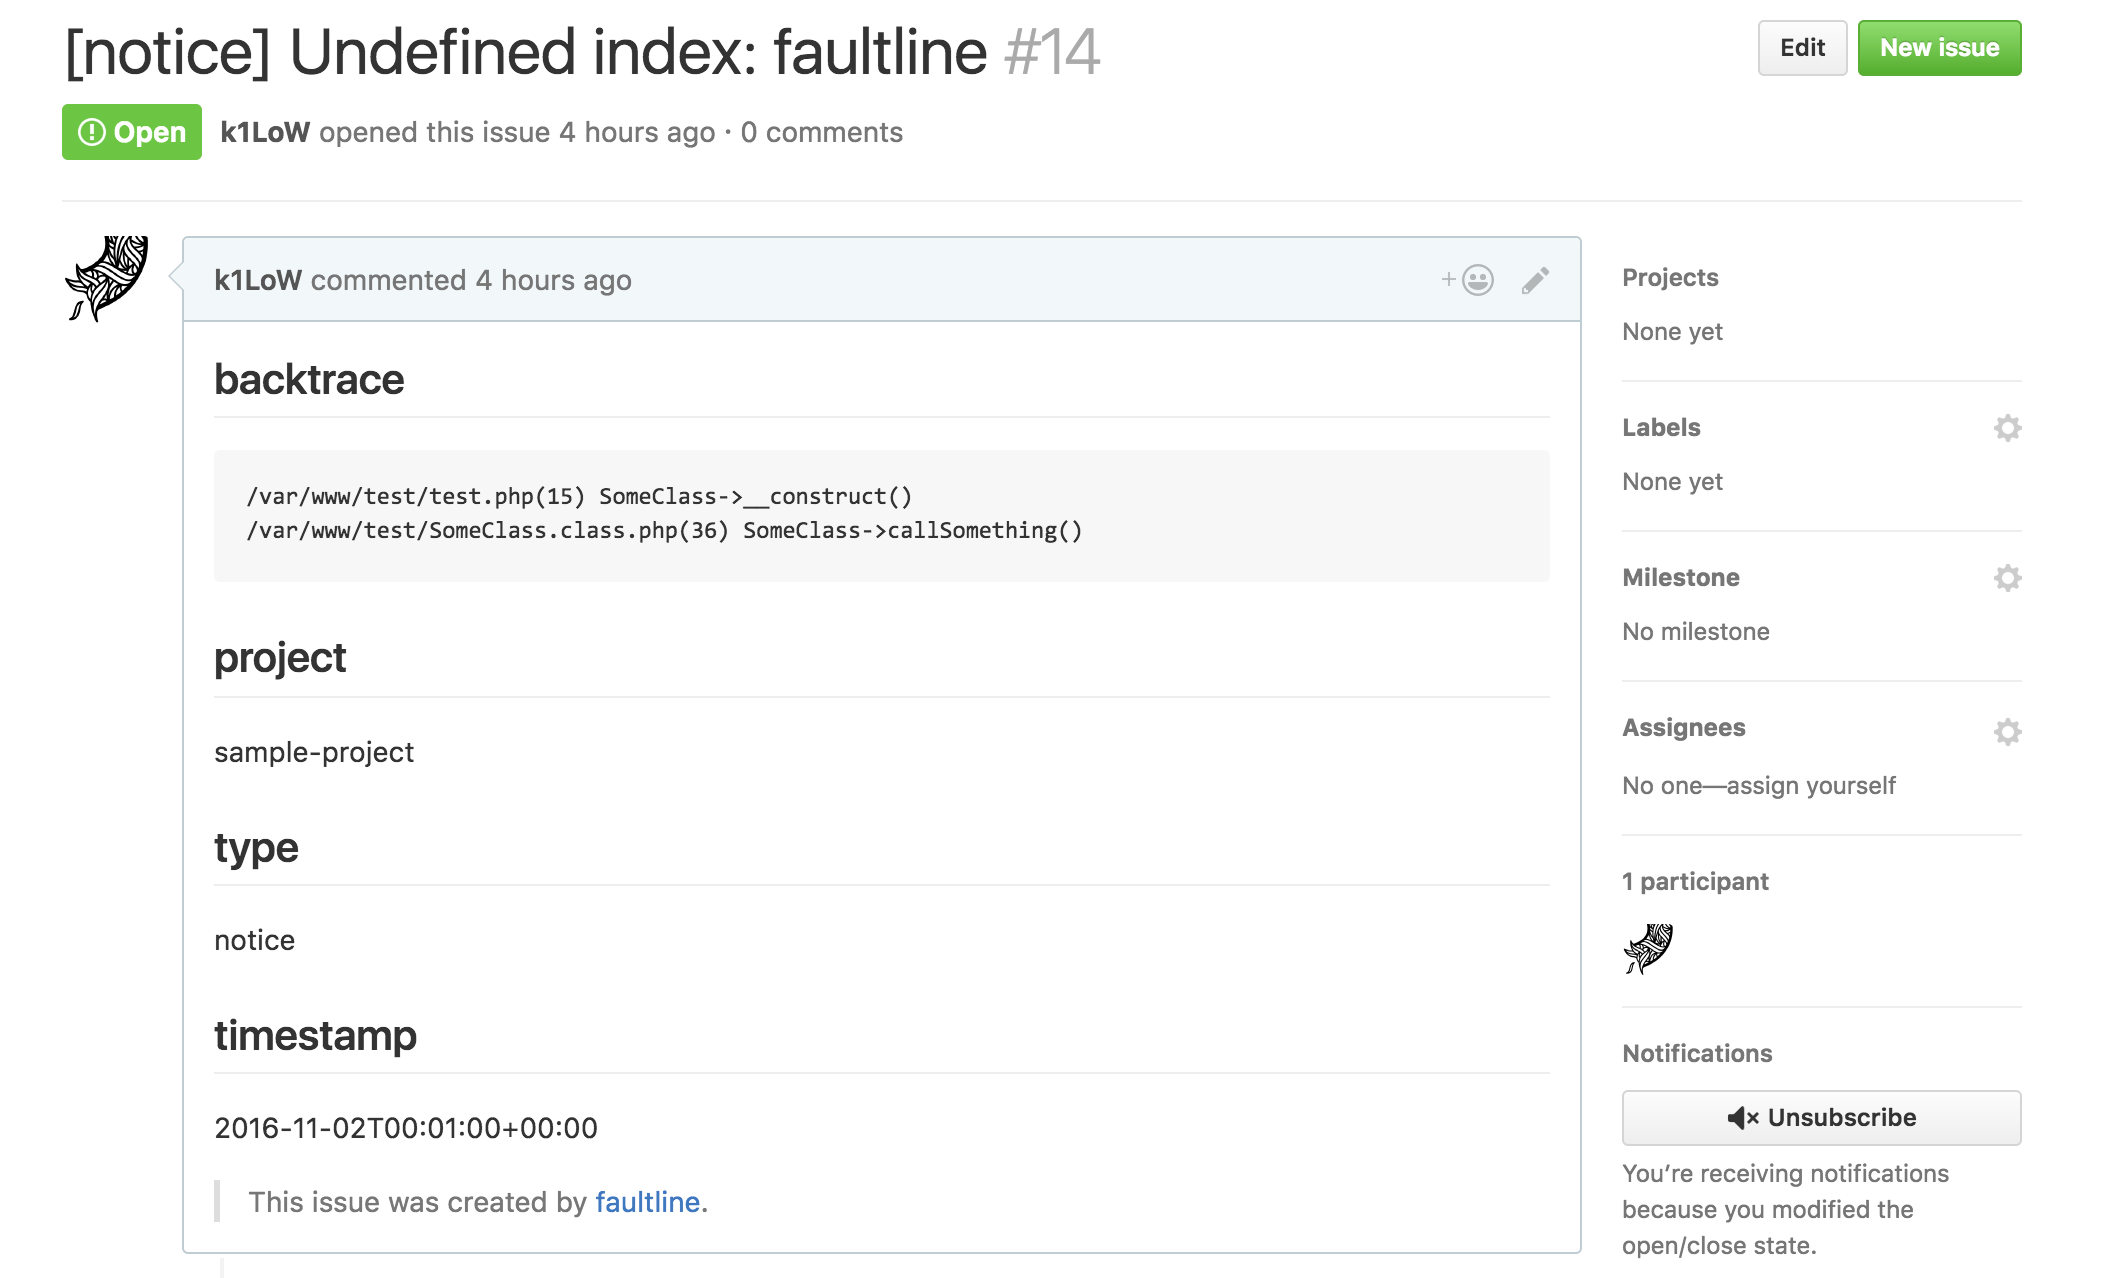 [notice] Undefined index: faultline #14
Edit
New issue
Open
k1LoW opened this issue 4 hours ago · 0 comments
k1LoW commented 4 hours ago
backtrace
/var/www/test/test.php(15) SomeClass->__construct()
/var/www/test/SomeClass.class.php(36) SomeClass->callSomething()
project
sample-project
type
notice
timestamp
2016-11-02T00:01:00+00:00
This issue was created by faultline.
Projects
None yet
Labels
None yet
Milestone
No milestone
Assignees
No one—assign yourself
1 participant
Notifications
Unsubscribe
You’re receiving notifications
because you modified the
open/close state.